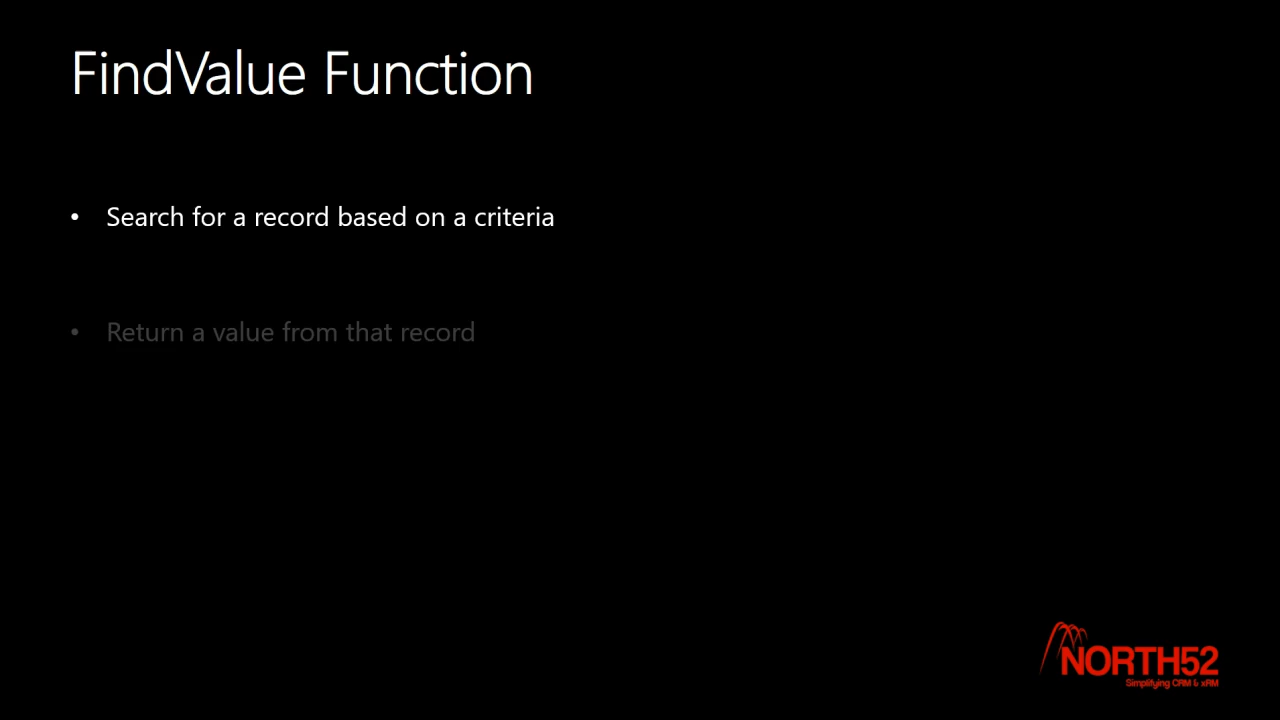 FindValue Function
• Search for a record based on a criteria
• Return a value from that record
NORTH52
Simplifying CRM & xRM